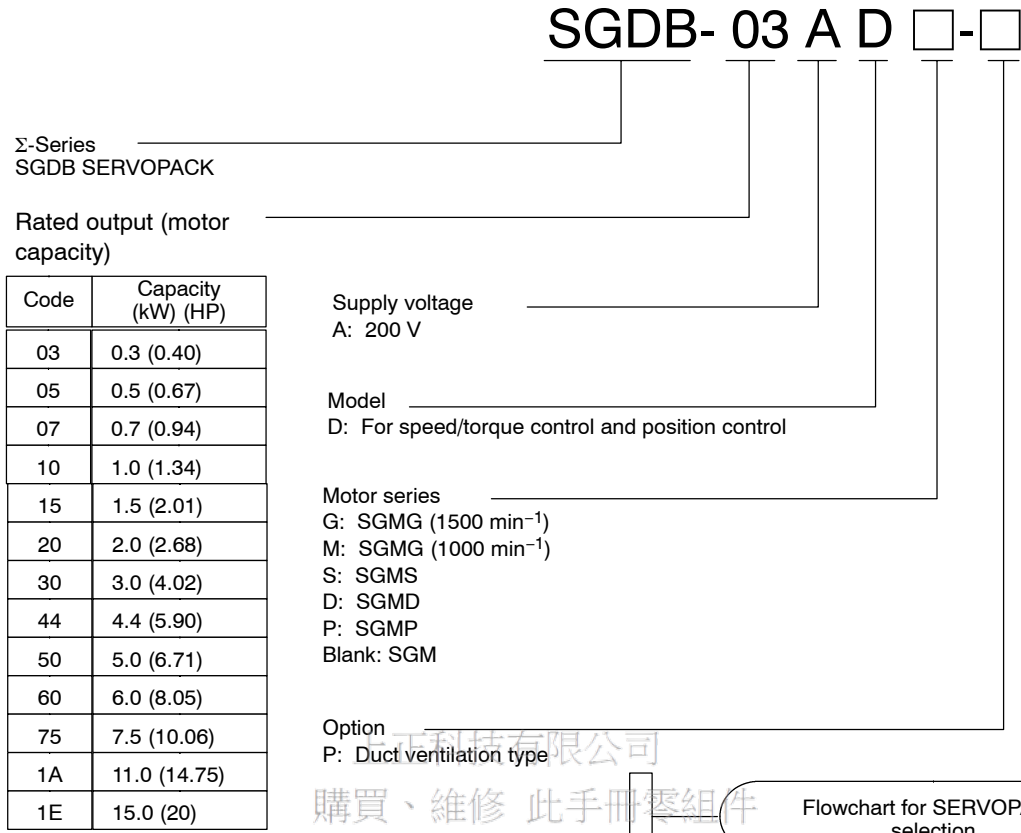 SGDB- 03 A D □-□
Σ-Series
SGDB SERVOPACK
Rated output (motor
capacity)
Code Capacity
(kW) (HP)
03 0.3 (0.40)
05 0.5 (0.67)
07 0.7 (0.94)
10 1.0 (1.34)
15 1.5 (2.01)
20 2.0 (2.68)
30 3.0 (4.02)
44 4.4 (5.90)
50 5.0 (6.71)
60 6.0 (8.05)
75 7.5 (10.06)
1A 11.0 (14.75)
1E 15.0 (20)
Supply voltage
A: 200 V
Model
D: For speed/torque control and position control
Motor series
G: SGMG (1500 min⁻¹)
M: SGMG (1000 min⁻¹)
S: SGMS
D: SGMD
P: SGMP
Blank: SGM
Option
P: Duct ventilation type
上正科技有限公司
購買、維修 此手冊零組件
Flowchart for SERVOPA
selection